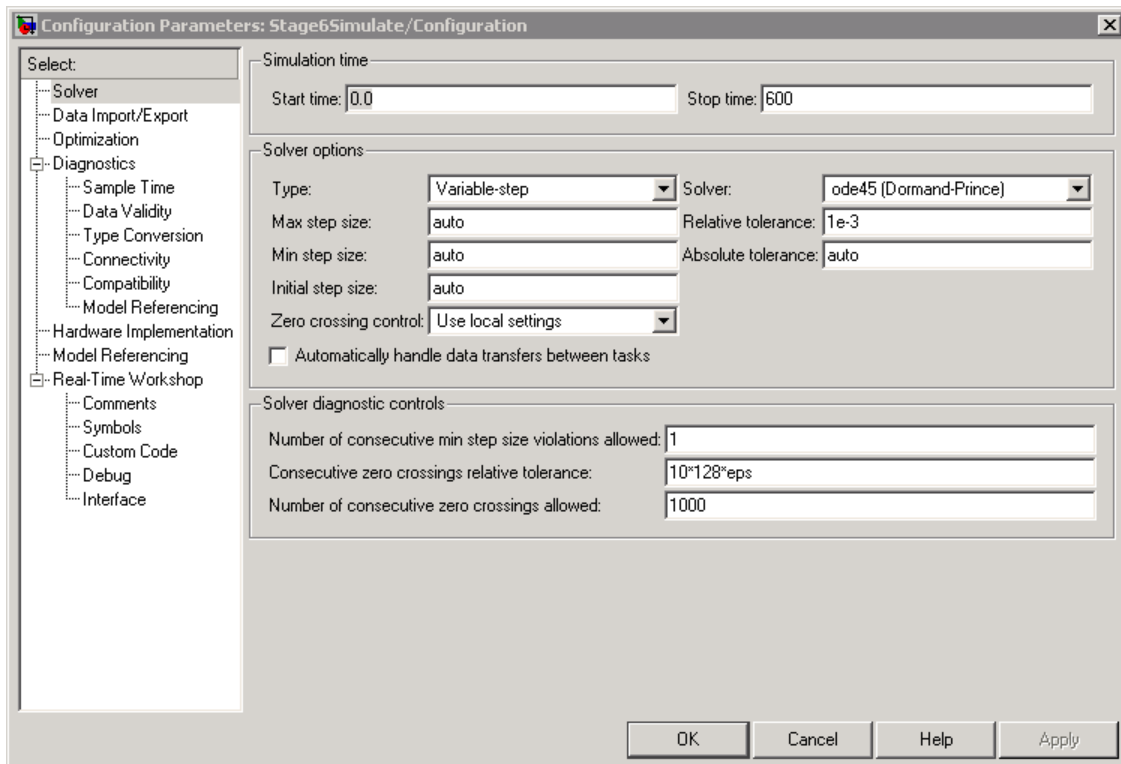 Configuration Parameters: Stage6Simulate/Configuration
Select:
Solver
Data Import/Export
Optimization
Diagnostics
Sample Time
Data Validity
Type Conversion
Connectivity
Compatibility
Model Referencing
Hardware Implementation
Model Referencing
Real-Time Workshop
Comments
Symbols
Custom Code
Debug
Interface
Simulation time
Start time: 0.0 Stop time: 600
Solver options
Type: Variable-step Solver: ode45 (Dormand-Prince)
Max step size: auto Relative tolerance: 1e-3
Min step size: auto Absolute tolerance: auto
Initial step size: auto
Zero crossing control: Use local settings
Automatically handle data transfers between tasks
Solver diagnostic controls
Number of consecutive min step size violations allowed: 1
Consecutive zero crossings relative tolerance: 10*128*eps
Number of consecutive zero crossings allowed: 1000
OK Cancel Help Apply